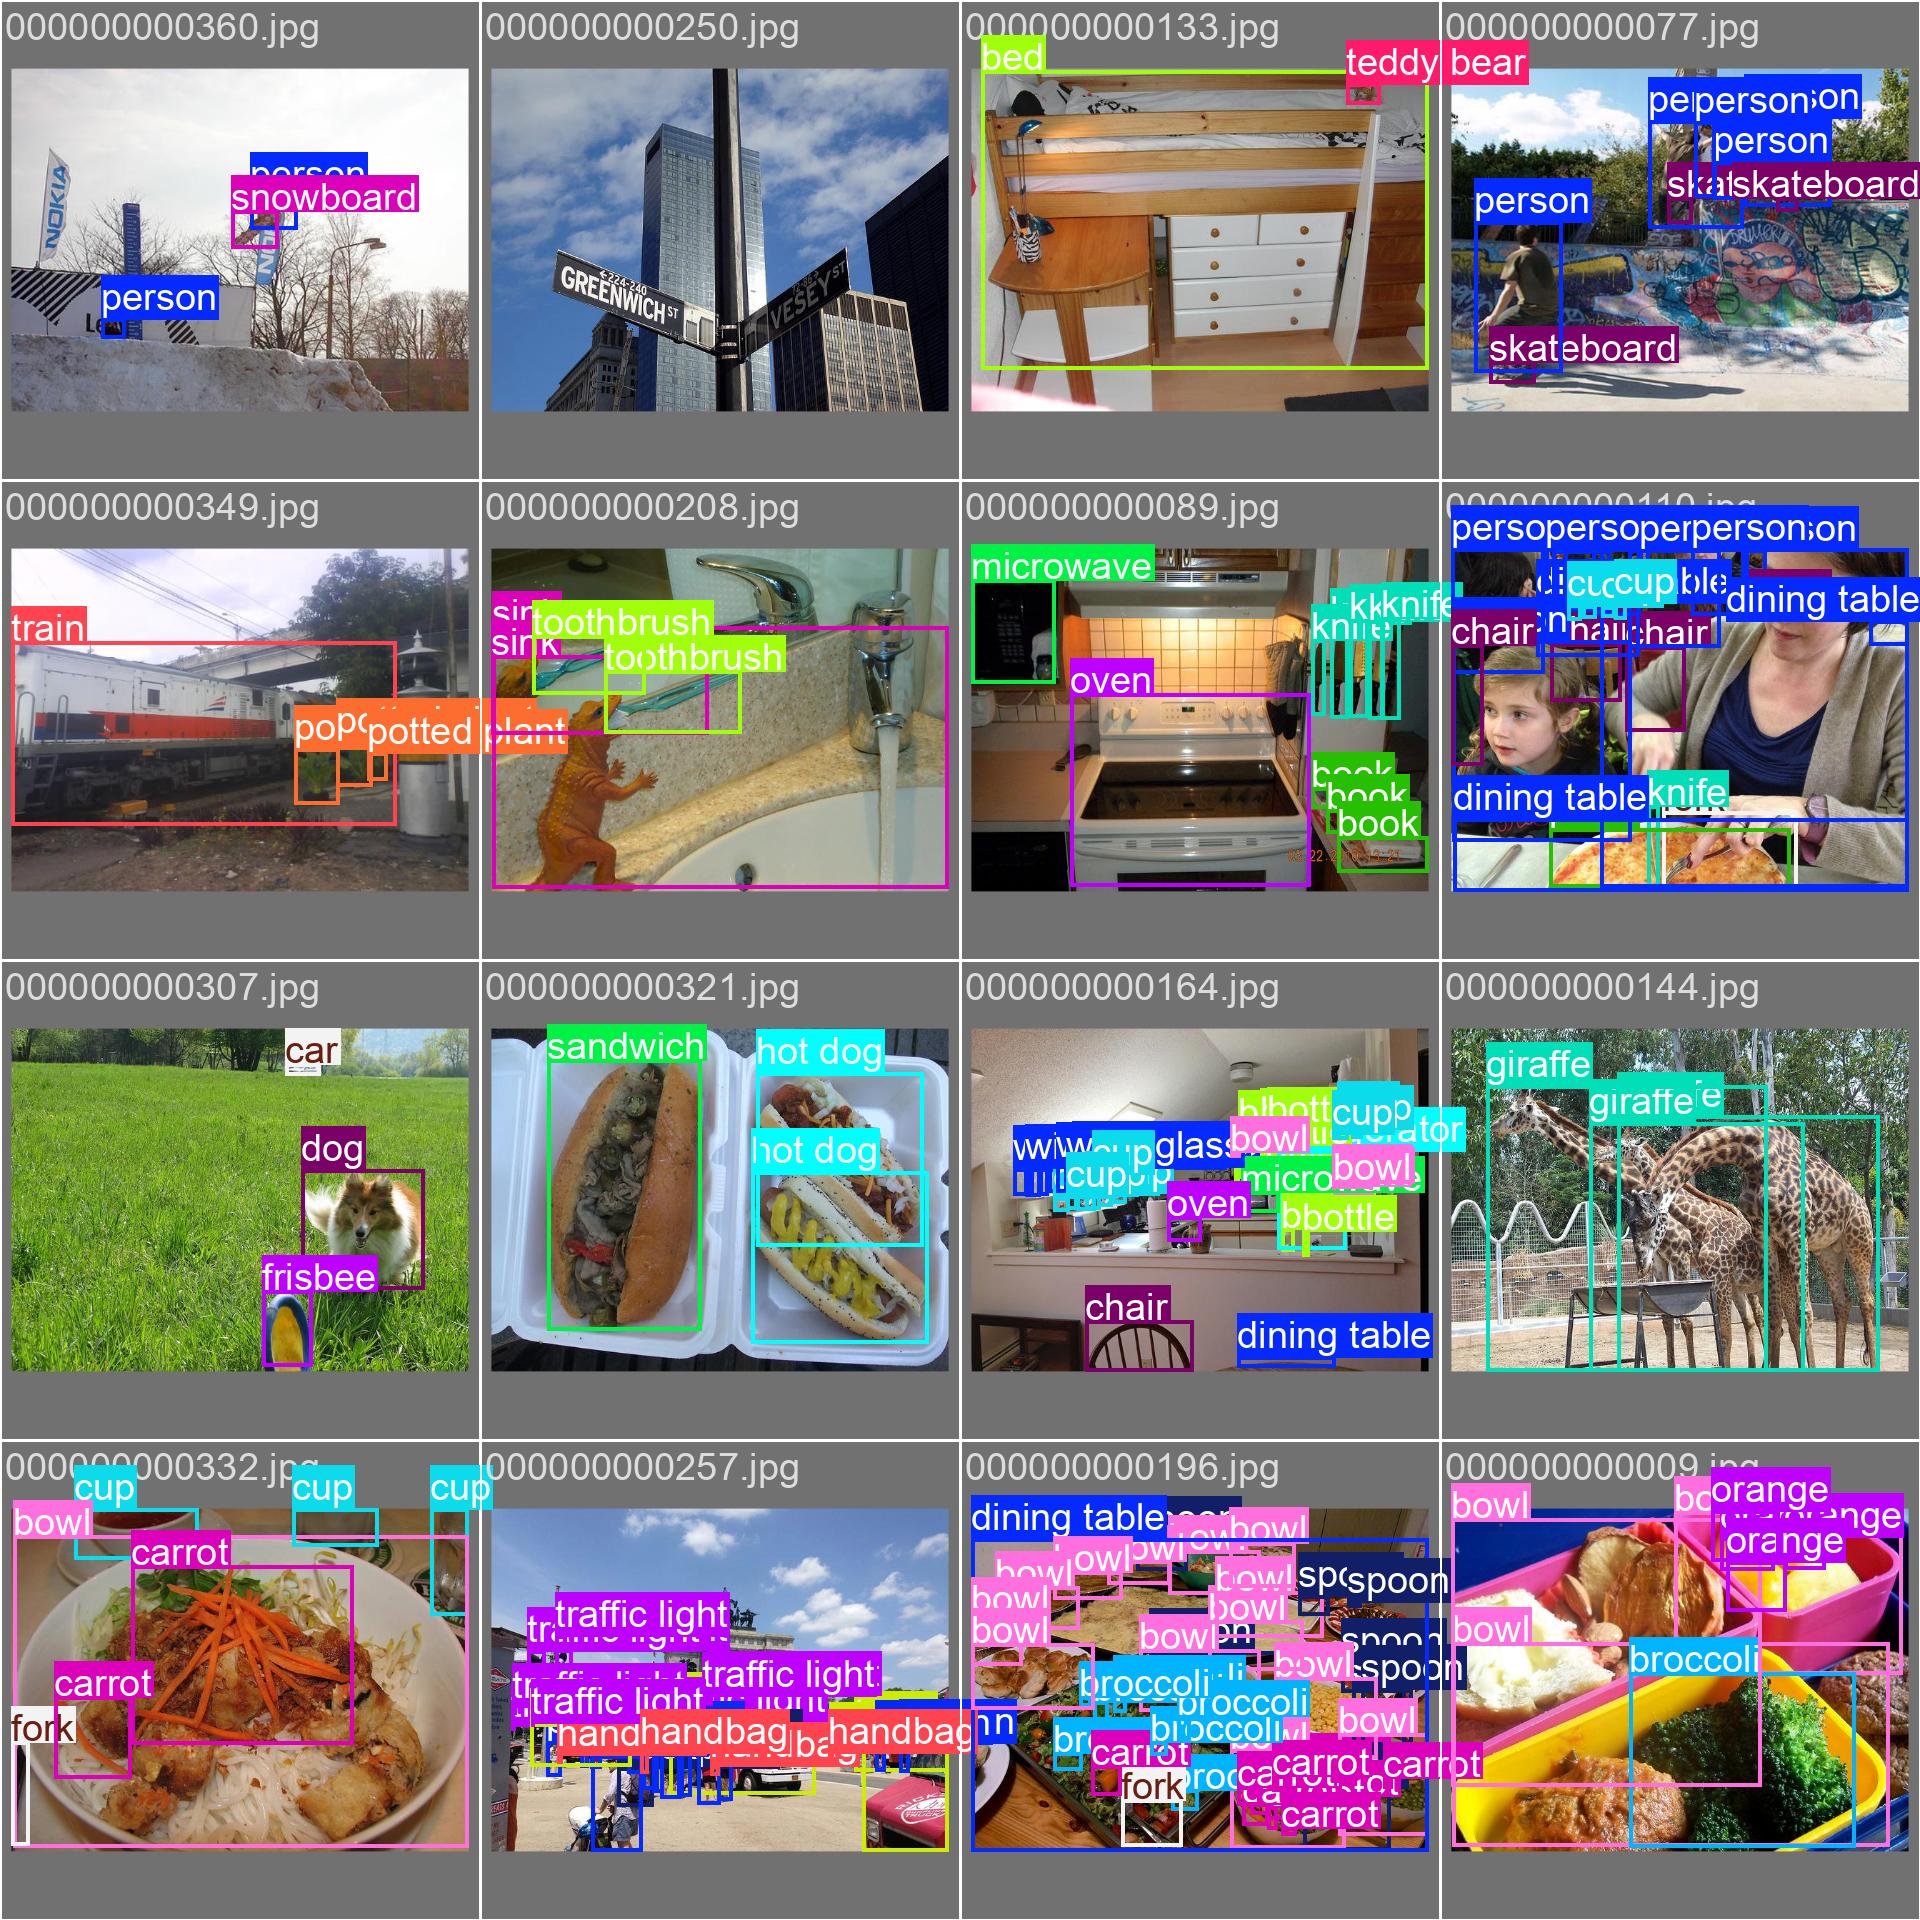 000000000360.jpg
person
snowboard
person
NOKIA
000000000250.jpg
←224-240
GREENWICH ST
VESEY ST
000000000133.jpg
bed
teddy bear
000000000077.jpg
person
person
person
skateboard
skateboard
000000000349.jpg
train
potted plant
000000000208.jpg
sink
sink
toothbrush
toothbrush
000000000089.jpg
microwave
knife
knife
oven
book
book
book
000000000110.jpg
person
cup
cup
dining table
chair
chair
dining table
knife
000000000307.jpg
car
dog
frisbee
000000000321.jpg
sandwich
hot dog
hot dog
000000000164.jpg
cup
bowl
cup
cup
bowl
oven
bottle
chair
dining table
000000000144.jpg
giraffe
giraffe
000000000332.jpg
cup
cup
cup
bowl
carrot
carrot
fork
000000000257.jpg
traffic light
traffic light
traffic light
handbag
handbag
000000000196.jpg
dining table
bowl
bowl
bowl
bowl
bowl
bowl
bowl
bowl
bowl
spoon
spoon
spoon
broccoli
broccoli
broccoli
carrot
carrot
carrot
carrot
fork
000000000009.jpg
bowl
orange
orange
orange
bowl
broccoli